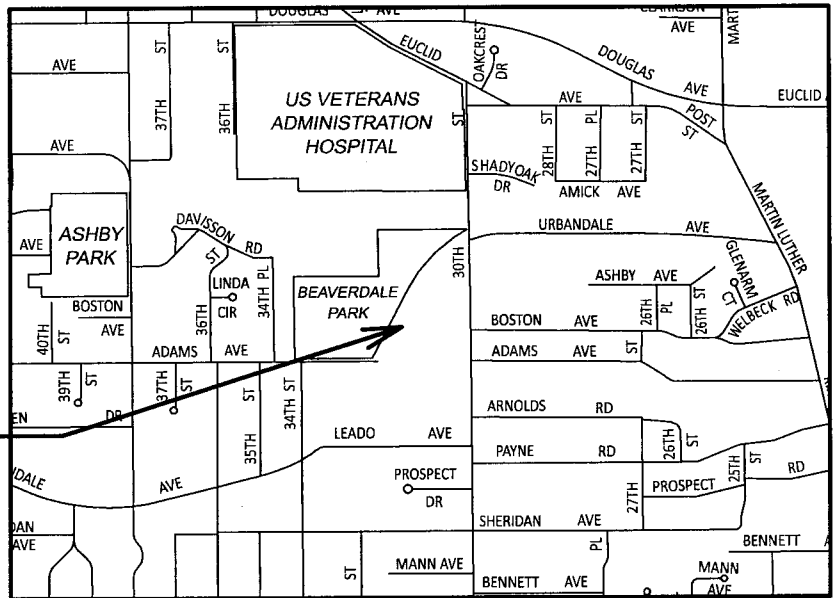 DOUGLAS AVE
CLARKSON
AVE
MART
AVE
ST
37TH
ST
36TH
EUCLID
OAKCREST
DR
DOUGLAS
AVE
EUCLID
US VETERANS
ADMINISTRATION
HOSPITAL
ST
AVE
ST
28TH
PL
27TH
ST
27TH
POST
ST
AVE
SHADYOAK
DR
AMICK AVE
MARTIN LUTHER
ASHBY
PARK
AVE
DAVISSON
RD
ST
36TH
LINDA
CIR
34TH PL
BEAVERDALE
PARK
30TH
URBANDALE AVE
ASHBY AVE
GLENARM
CT
26TH
PL
26TH
ST
WELBECK RD
BOSTON
AVE
40TH
ST
BOSTON AVE
ADAMS AVE
ADAMS AVE
ST
39TH
ST
37TH
ST
35TH
34TH
ST
EN
DR
ARNOLDS RD
LEADO AVE
PAYNE RD
26TH
ST
25TH
ST
RD
DALE
AVE
PROSPECT
DR
27TH
PROSPECT
DAN
AVE
SHERIDAN AVE
PL
BENNETT
ST
MANN AVE
BENNETT AVE
MANN
AVE